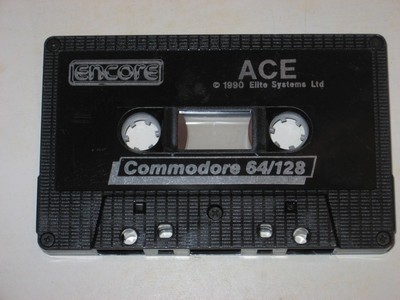 encore
ACE
© 1990 Elite Systems Ltd
Commodore 64/128